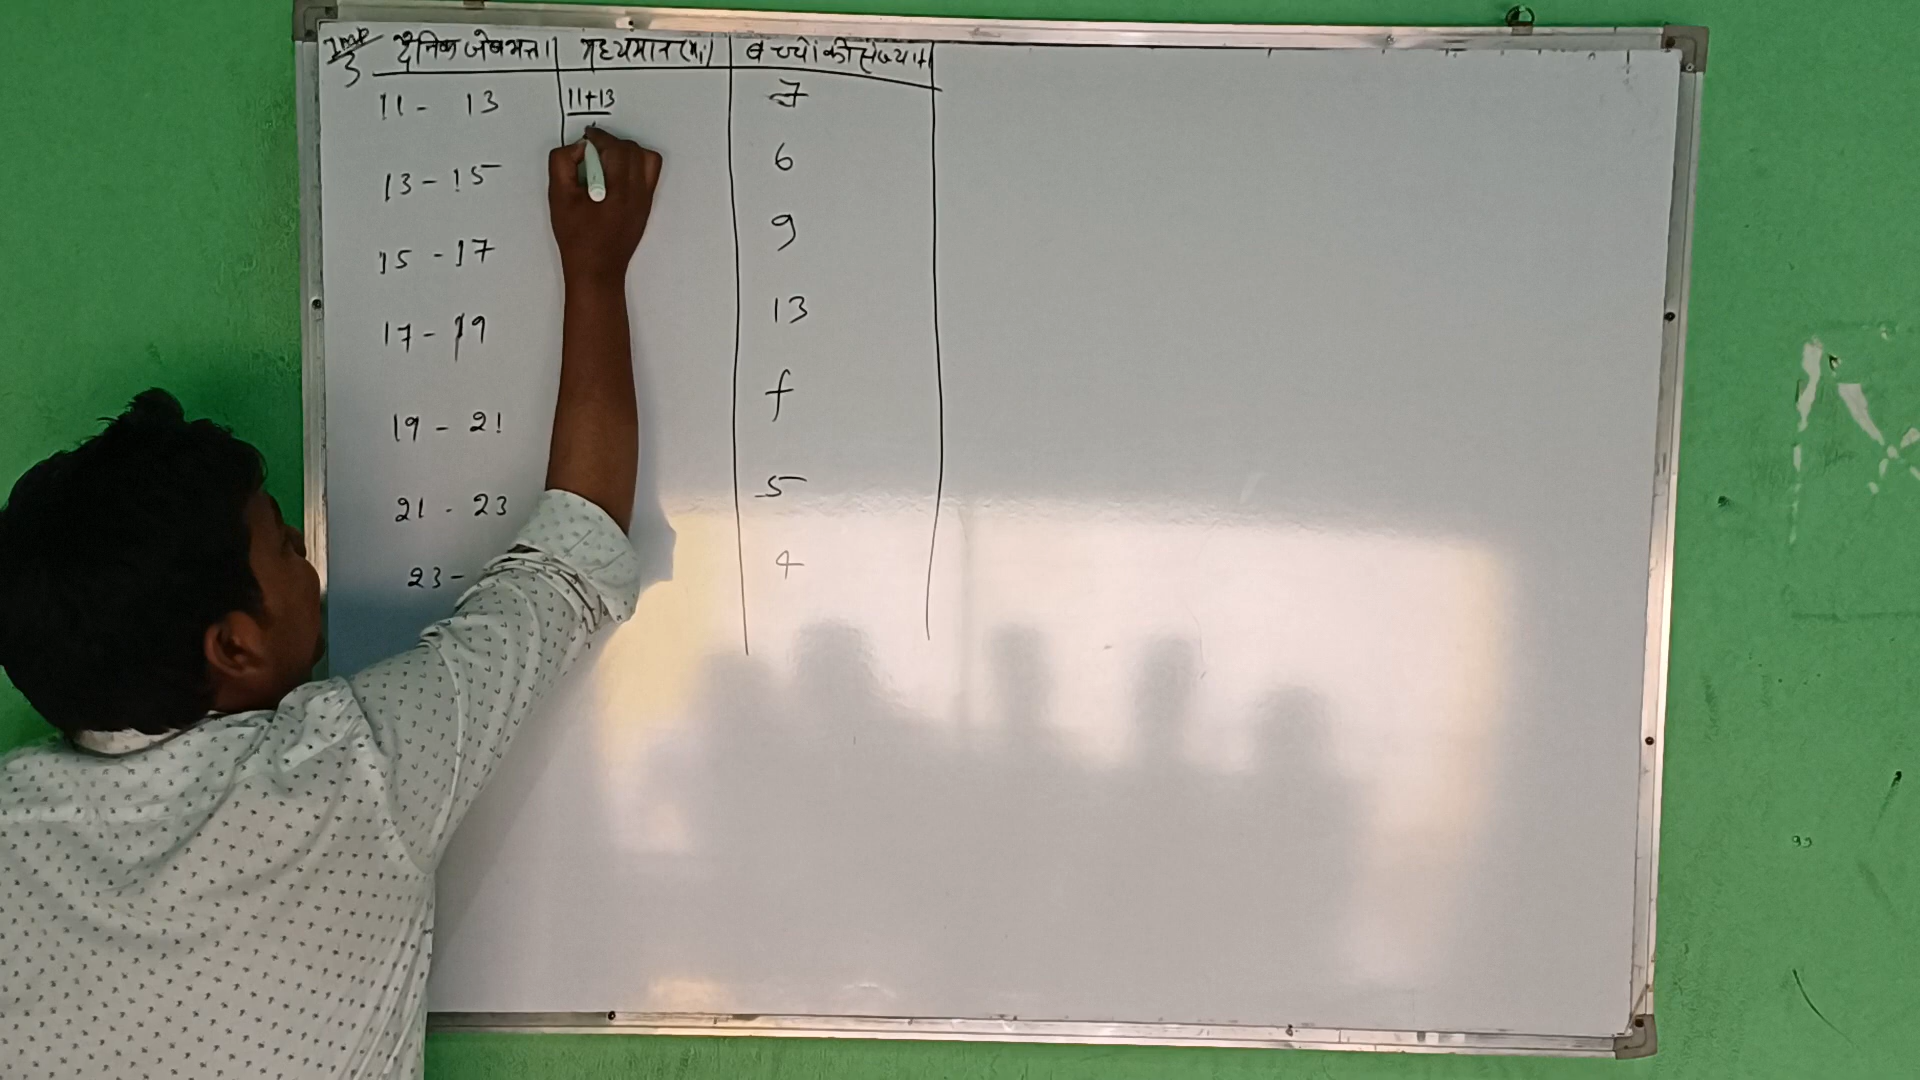 Imp दैनिक जेबभत्ता मध्यमान (xi) बच्चों की संख्या fi
3
11 - 13 11+13 7
13 - 15 6
15 - 17 9
17 - 19 13
19 - 21 f
21 - 23 5
23 - 4